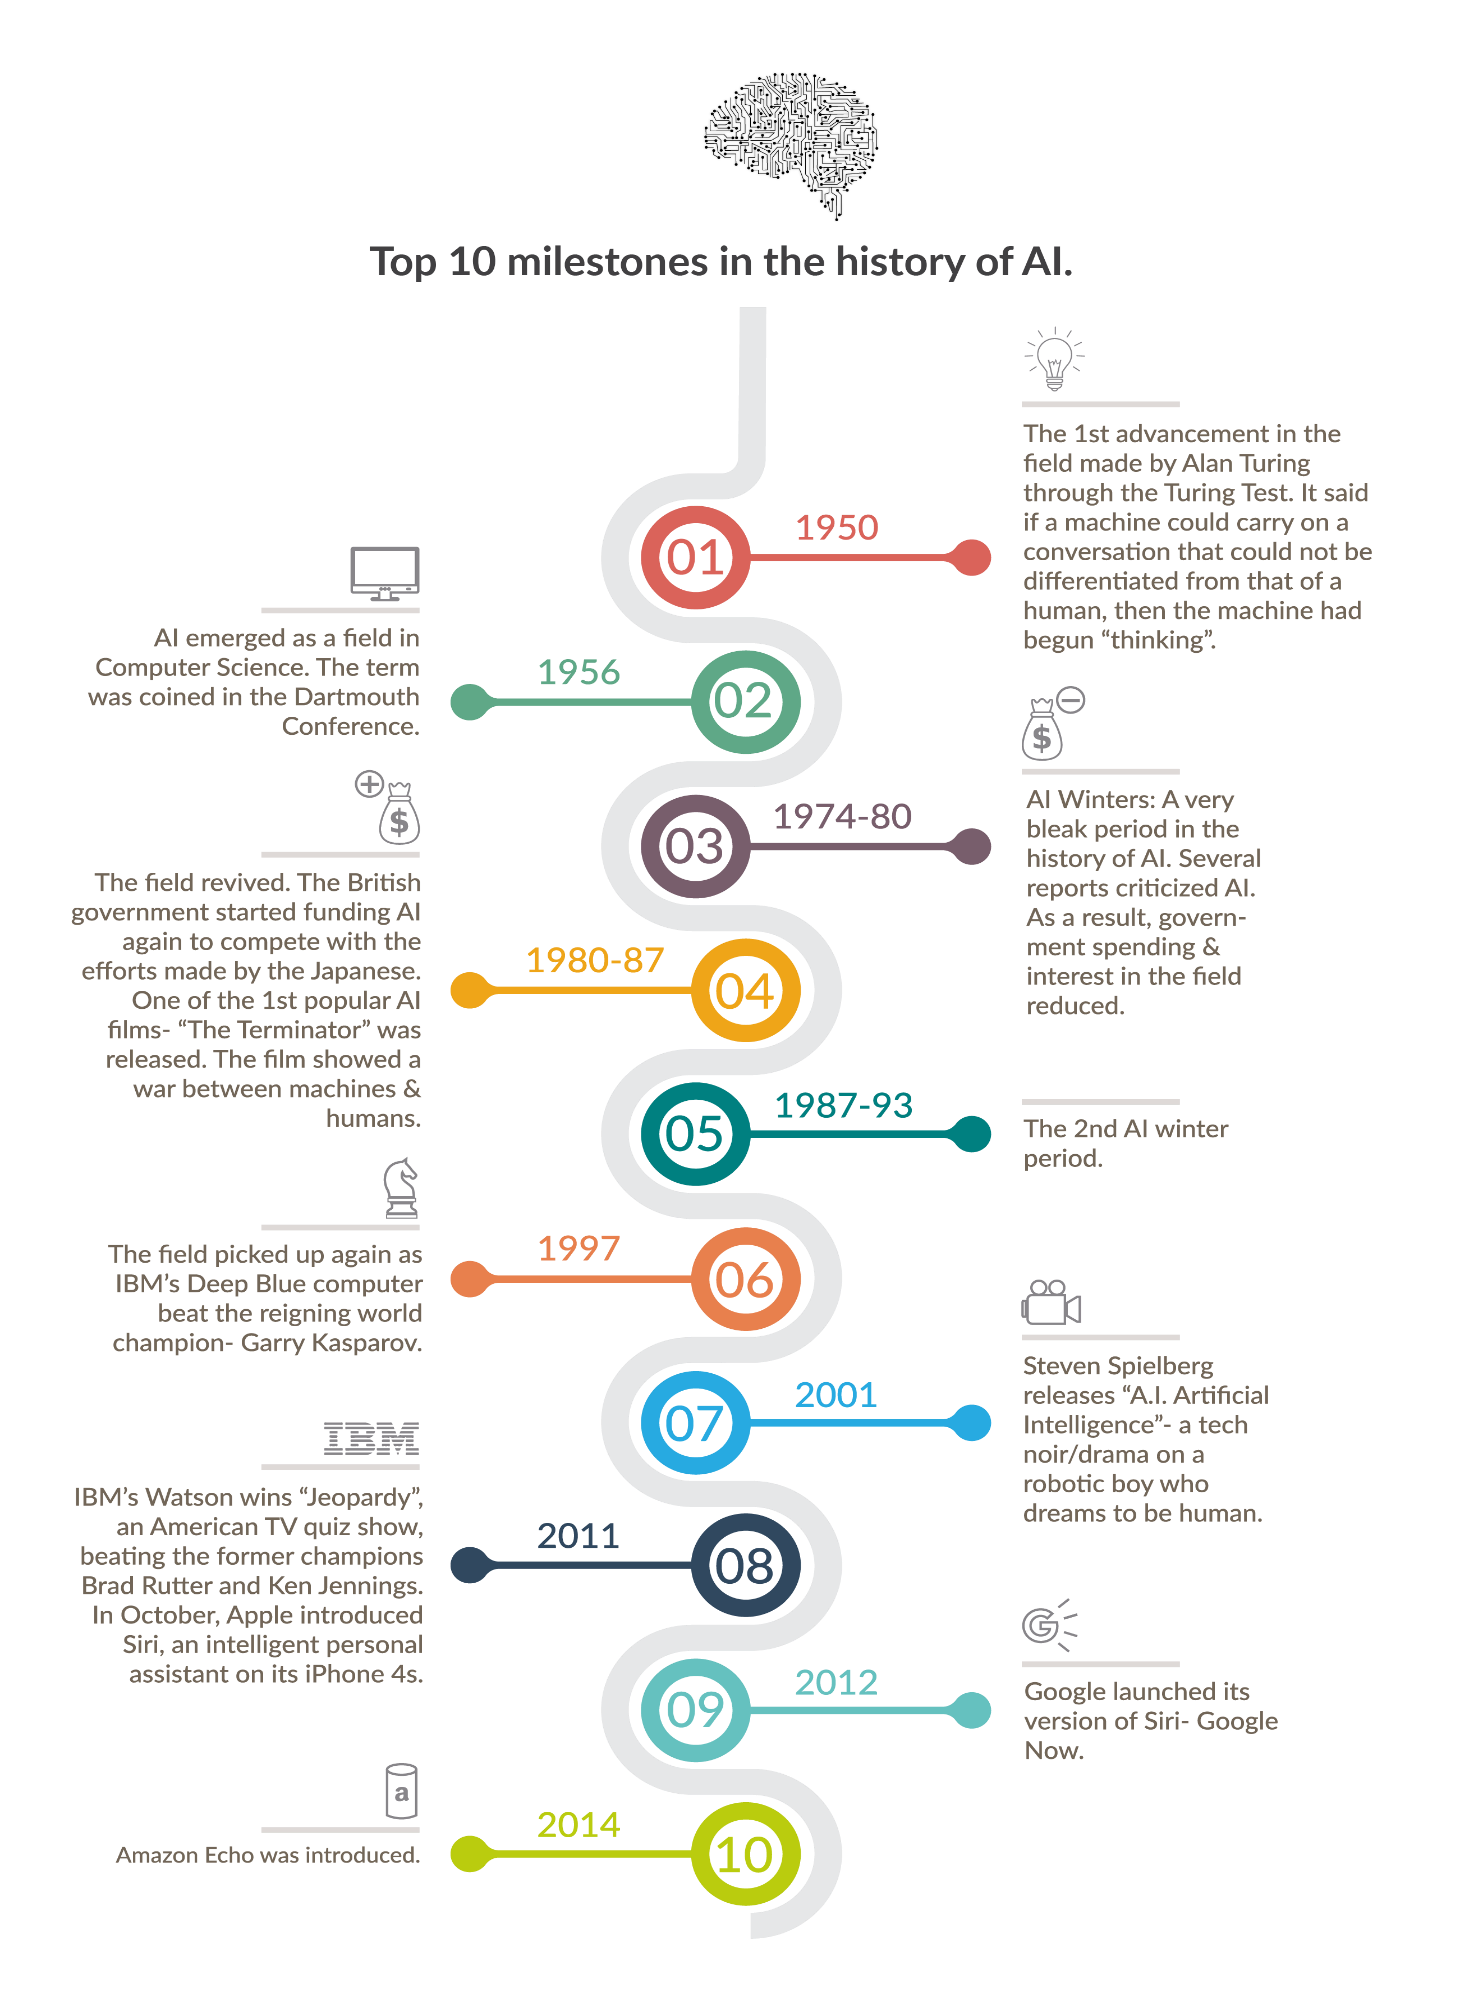 Top 10 milestones in the history of AI.
01
1950
The 1st advancement in the
field made by Alan Turing
through the Turing Test. It said
if a machine could carry on a
conversation that could not be
differentiated from that of a
human, then the machine had
begun “thinking”.
02
1956
AI emerged as a field in
Computer Science. The term
was coined in the Dartmouth
Conference.
03
1974-80
$
AI Winters: A very
bleak period in the
history of AI. Several
reports criticized AI.
As a result, govern-
ment spending &
interest in the field
reduced.
04
1980-87
$
The field revived. The British
government started funding AI
again to compete with the
efforts made by the Japanese.
One of the 1st popular AI
films- “The Terminator” was
released. The film showed a
war between machines &
humans.
05
1987-93
The 2nd AI winter
period.
06
1997
The field picked up again as
IBM’s Deep Blue computer
beat the reigning world
champion- Garry Kasparov.
07
2001
Steven Spielberg
releases “A.I. Artificial
Intelligence”- a tech
noir/drama on a
robotic boy who
dreams to be human.
08
2011
IBM
IBM’s Watson wins “Jeopardy”,
an American TV quiz show,
beating the former champions
Brad Rutter and Ken Jennings.
In October, Apple introduced
Siri, an intelligent personal
assistant on its iPhone 4s.
09
2012
G
Google launched its
version of Siri- Google
Now.
10
2014
a
Amazon Echo was introduced.